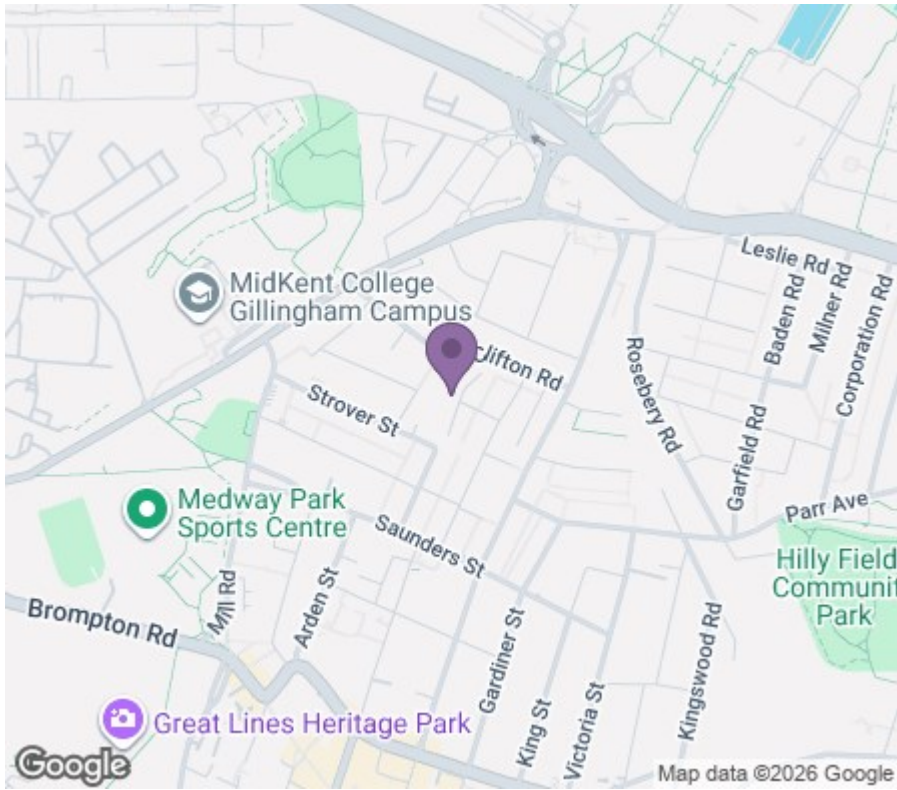 Leslie Rd
Baden Rd
Milner Rd
Corporation Rd
MidKent College
Gillingham Campus
Clifton Rd
Rosebery Rd
Strover St
Garfield Rd
Medway Park
Sports Centre
Parr Ave
Saunders St
Hilly Field
Communit
Park
Mill Rd
Arden St
Brompton Rd
Gardiner St
Kingswood Rd
King St
Victoria St
Great Lines Heritage Park
Google
Map data ©2026 Google